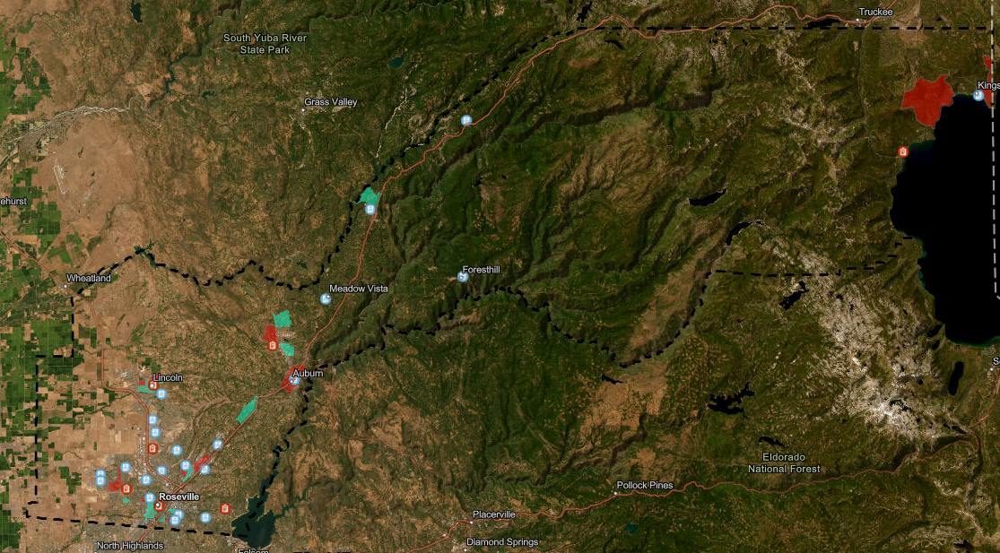 Truckee
South Yuba River
State Park
Kings
Grass Valley
ehurst
Foresthill
Wheatland
Meadow Vista
Auburn
Lincoln
Eldorado
National Forest
Pollock Pines
Roseville
Placerville
Diamond Springs
North Highlands
Folsom
S